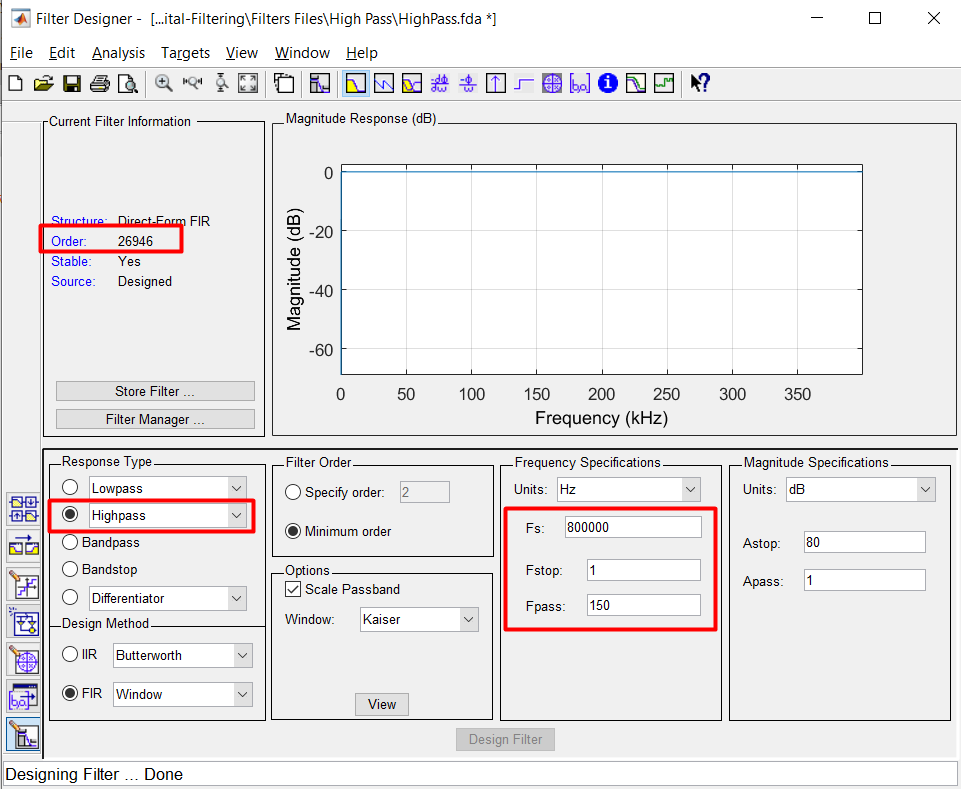 Filter Designer - [...ital-Filtering\Filters Files\High Pass\HighPass.fda *]
File Edit Analysis Targets View Window Help
Current Filter Information
Structure: Direct-Form FIR
Order: 26946
Stable: Yes
Source: Designed
Store Filter ...
Filter Manager ...
Magnitude Response (dB)
0
-20
-40
-60
Magnitude (dB)
0 50 100 150 200 250 300 350
Frequency (kHz)
Response Type
Lowpass
Highpass
Bandpass
Bandstop
Differentiator
Design Method
IIR Butterworth
FIR Window
Filter Order
Specify order: 2
Minimum order
Options
Scale Passband
Window: Kaiser
View
Frequency Specifications
Units: Hz
Fs: 800000
Fstop: 1
Fpass: 150
Magnitude Specifications
Units: dB
Astop: 80
Apass: 1
Design Filter
Designing Filter ... Done